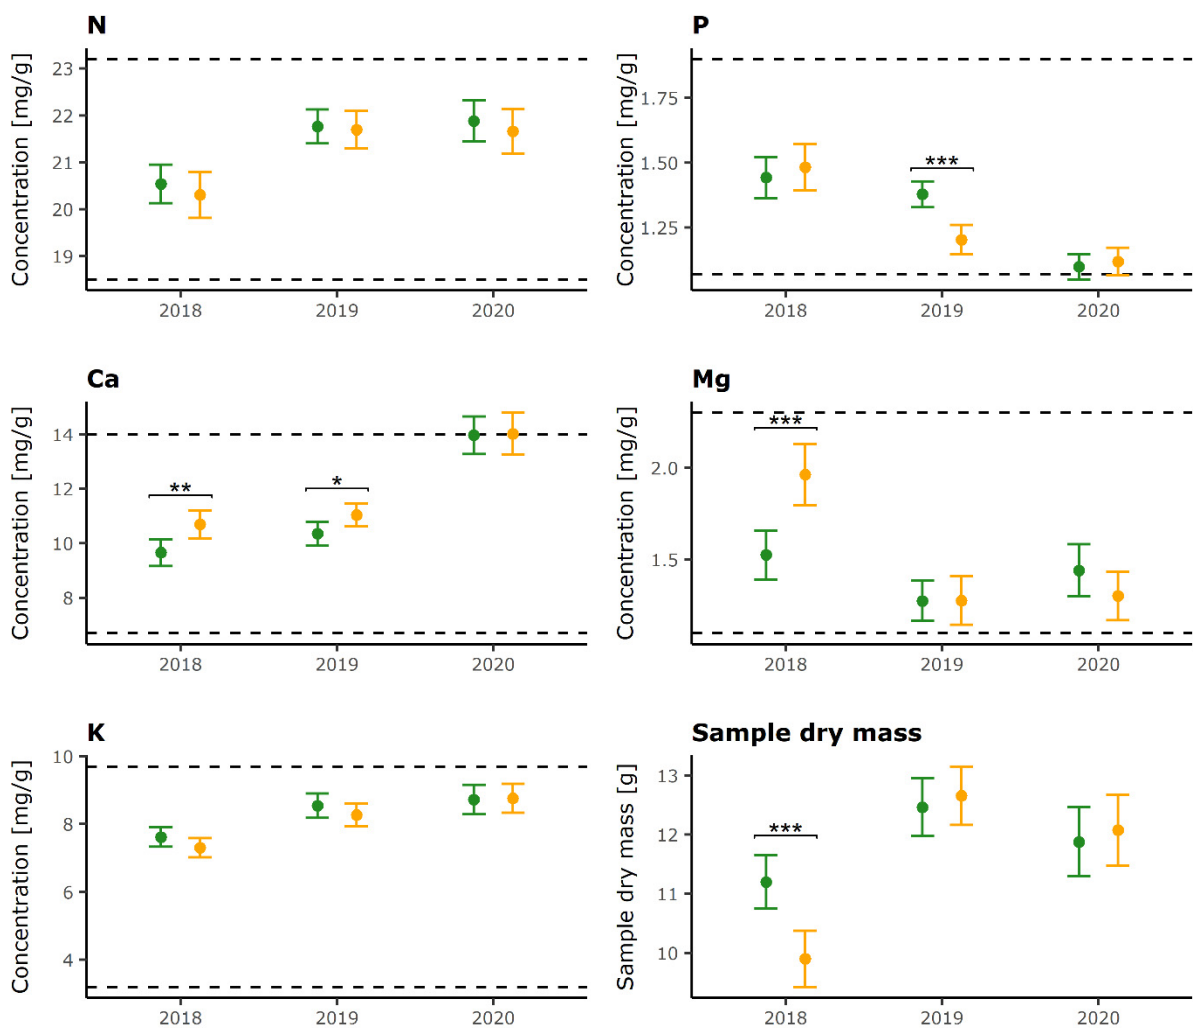 N
Concentration [mg/g]
23
22
21
20
19
2018 2019 2020
P
Concentration [mg/g]
1.75
1.50
1.25
***
2018 2019 2020
Ca
Concentration [mg/g]
14
12
10
8
** *
2018 2019 2020
Mg
Concentration [mg/g]
2.0
1.5
***
2018 2019 2020
K
Concentration [mg/g]
10
8
6
4
2018 2019 2020
Sample dry mass
Sample dry mass [g]
13
12
11
10
***
2018 2019 2020